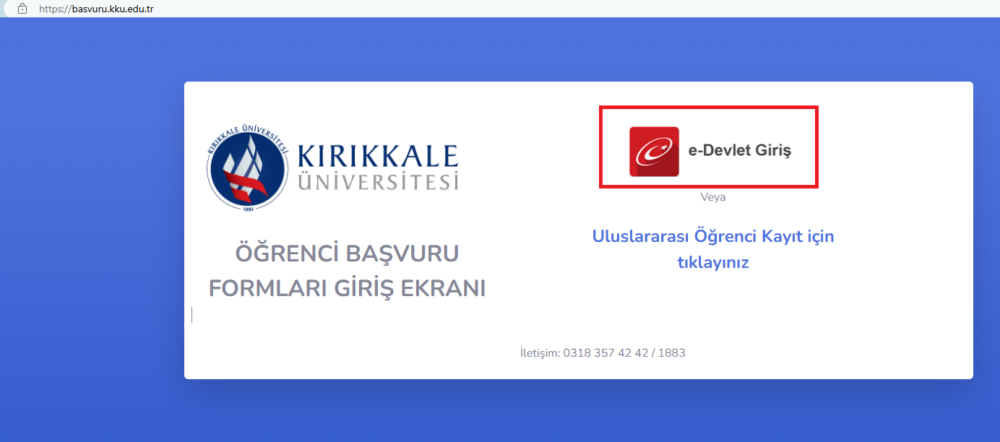 https://basvuru.kku.edu.tr
KIRIKKALE ÜNİVERSİTESİ
1992
KIRIKKALE
ÜNİVERSİTESİ
ÖĞRENCİ BAŞVURU
FORMLARI GİRİŞ EKRANI
e-Devlet Giriş
Veya
Uluslararası Öğrenci Kayıt için
tıklayınız
İletişim: 0318 357 42 42 / 1883